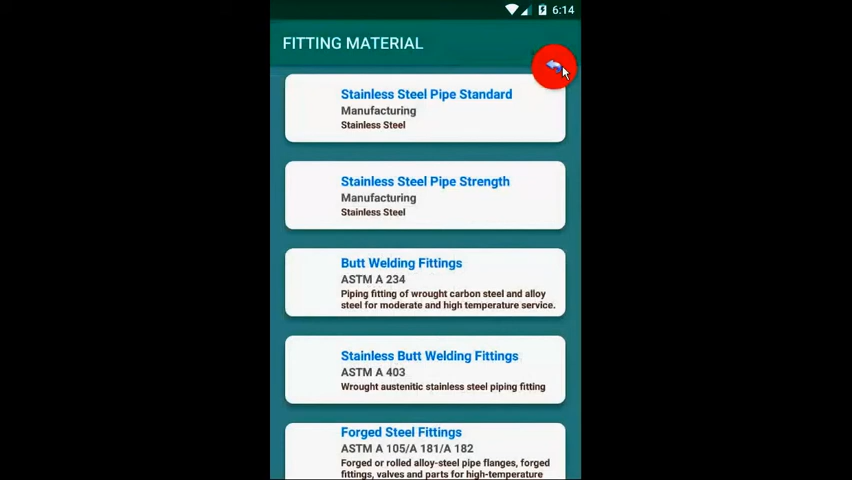 6:14
FITTING MATERIAL
Stainless Steel Pipe Standard
Manufacturing
Stainless Steel
Stainless Steel Pipe Strength
Manufacturing
Stainless Steel
Butt Welding Fittings
ASTM A 234
Piping fitting of wrought carbon steel and alloy
steel for moderate and high temperature service.
Stainless Butt Welding Fittings
ASTM A 403
Wrought austenitic stainless steel piping fitting
Forged Steel Fittings
ASTM A 105/A 181/A 182
Forged or rolled alloy-steel pipe flanges, forged
fittings, valves and parts for high-temperature